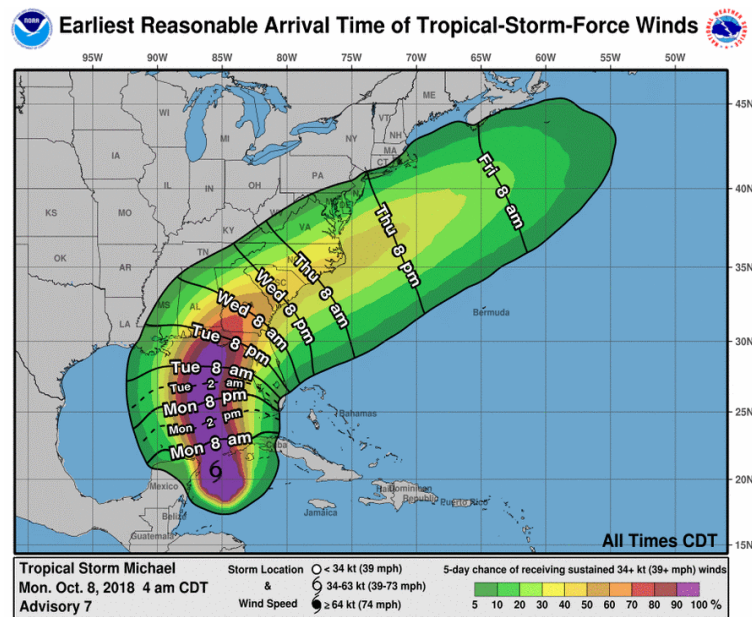 NOAA
Earliest Reasonable Arrival Time of Tropical-Storm-Force Winds
95W 90W 85W 80W 75W 70W 65W 60W 55W 50W
45N
40N
35N
30N
25N
20N
15N
ME
VT
NH
MA
CT
NY
WI
MI
IA
PA
IL
IN
OH
KS
MO
KY
VA
OK
AR
TN
MS
AL
LA
Fri 8 am
Thu 8 pm
Thu 8 am
Wed 8 pm
Wed 8 am
Tue 8 pm
Tue 8 am
Tue 2 am
Mon 8 pm
Mon 2 pm
Mon 8 am
Bermuda
Bahamas
Cuba
Mexico
Belize
Guatemala
Jamaica
Dominican
Republic
Puerto Rico
All Times CDT
Tropical Storm Michael
Mon. Oct. 8, 2018 4 am CDT
Advisory 7
Storm Location
&
Wind Speed
< 34 kt (39 mph)
34-63 kt (39-73 mph)
≥ 64 kt (74 mph)
5-day chance of receiving sustained 34+ kt (39+ mph) winds
5 10 20 30 40 50 60 70 80 90 100 %